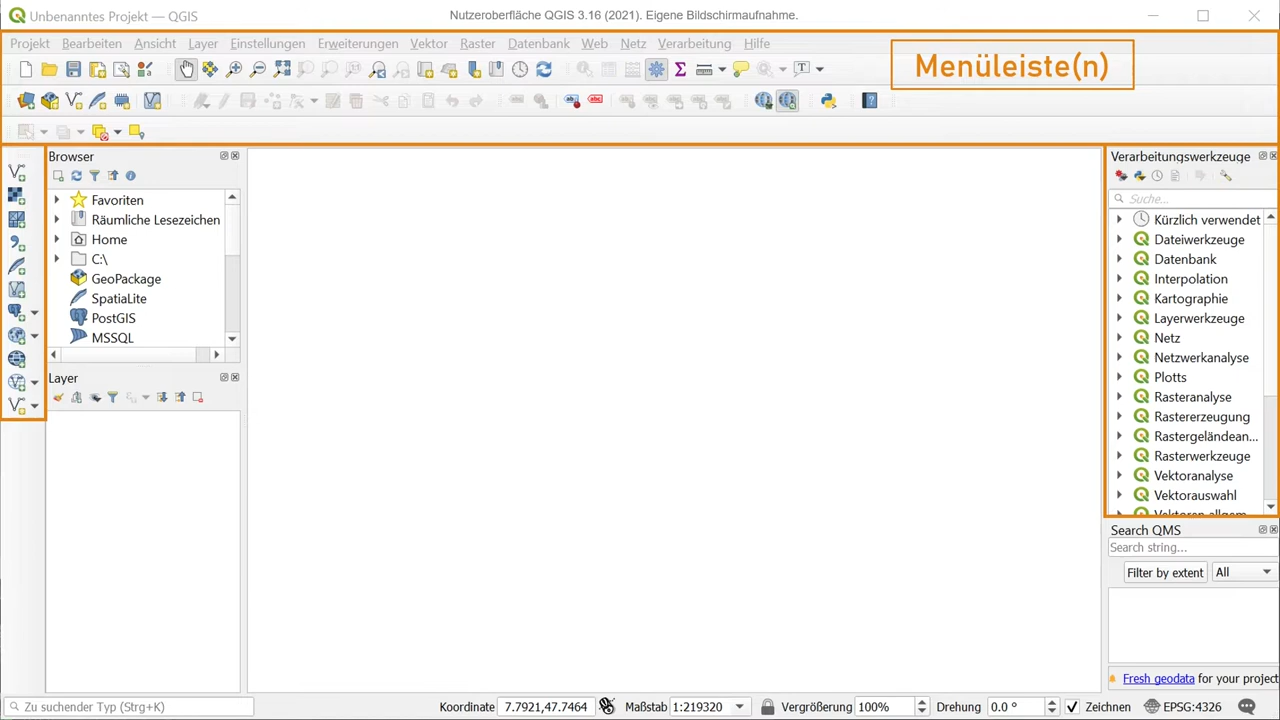 Unbenanntes Projekt — QGIS
Nutzeroberfläche QGIS 3.16 (2021). Eigene Bildschirmaufnahme.
Projekt Bearbeiten Ansicht Layer Einstellungen Erweiterungen Vektor Raster Datenbank Web Netz Verarbeitung Hilfe
Menüleiste(n)
Browser
Favoriten
Räumliche Lesezeichen
Home
C:\
GeoPackage
SpatiaLite
PostGIS
MSSQL
Layer
Verarbeitungswerkzeuge
Suche...
Kürzlich verwendet
Dateiwerkzeuge
Datenbank
Interpolation
Kartographie
Layerwerkzeuge
Netz
Netzwerkanalyse
Plotts
Rasteranalyse
Rastererzeugung
Rastergeländean...
Rasterwerkzeuge
Vektoranalyse
Vektorauswahl
Search QMS
Search string...
Filter by extent All
Fresh geodata for your project
Zu suchender Typ (Strg+K) Koordinate 7.7921,47.7464 Maßstab 1:219320 Vergrößerung 100% Drehung 0.0 ° Zeichnen EPSG:4326